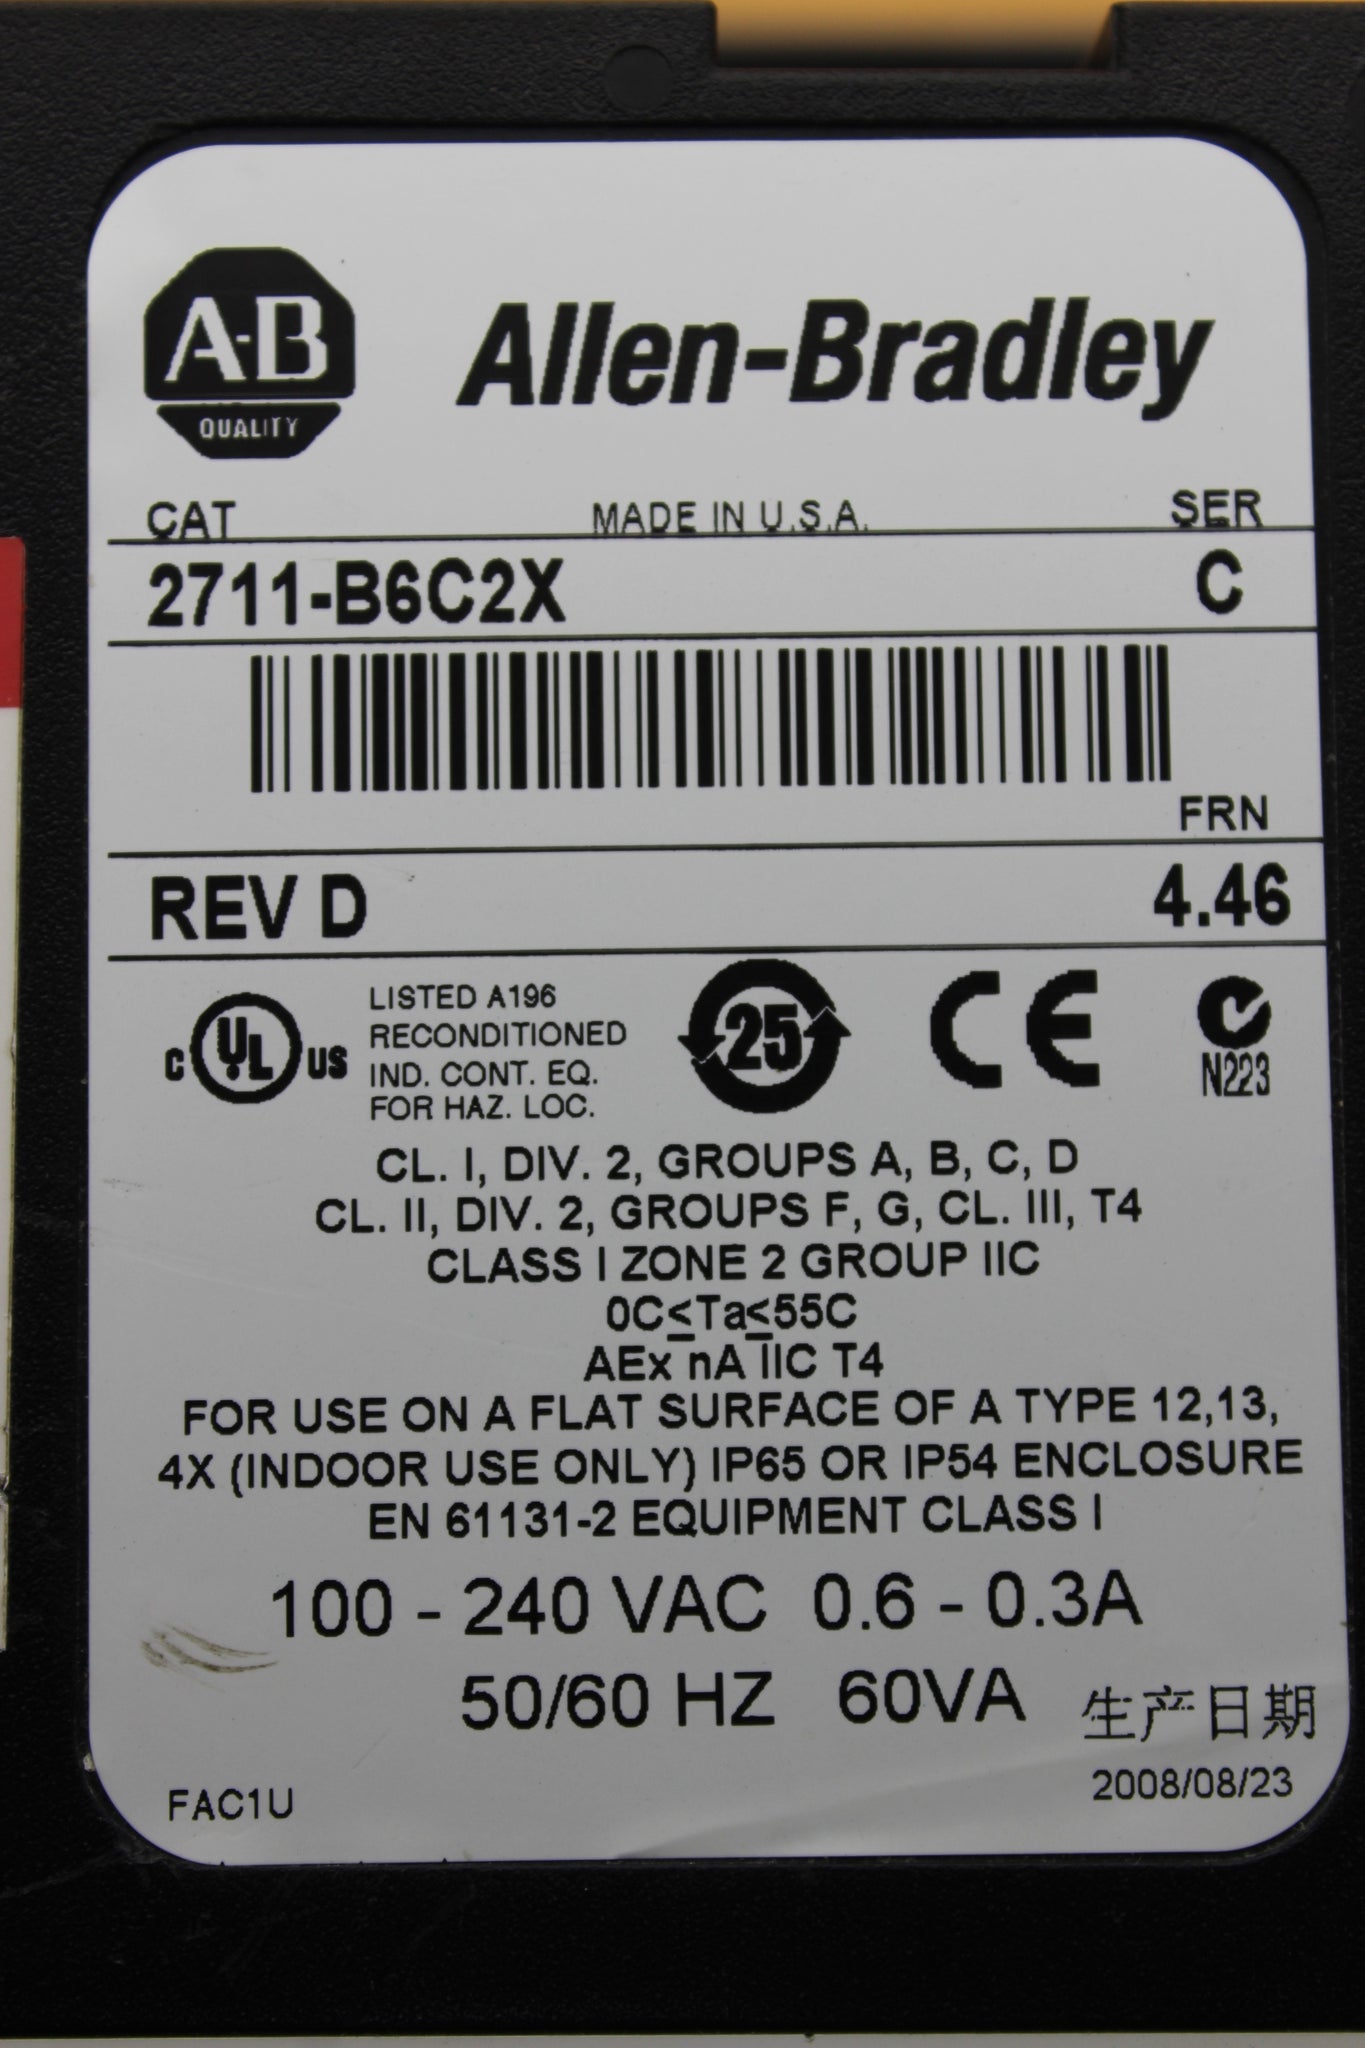 A-B
QUALITY
Allen-Bradley
CAT MADE IN U.S.A. SER
2711-B6C2X C
FRN
REV D 4.46
C UL US
LISTED A196
RECONDITIONED
IND. CONT. EQ.
FOR HAZ. LOC.
25
CE
N223
CL. I, DIV. 2, GROUPS A, B, C, D
CL. II, DIV. 2, GROUPS F, G, CL. III, T4
CLASS I ZONE 2 GROUP IIC
0C≤Ta≤55C
AEx nA IIC T4
FOR USE ON A FLAT SURFACE OF A TYPE 12,13,
4X (INDOOR USE ONLY) IP65 OR IP54 ENCLOSURE
EN 61131-2 EQUIPMENT CLASS I
100 - 240 VAC 0.6 - 0.3A
50/60 HZ 60VA
生产日期
2008/08/23
FAC1U